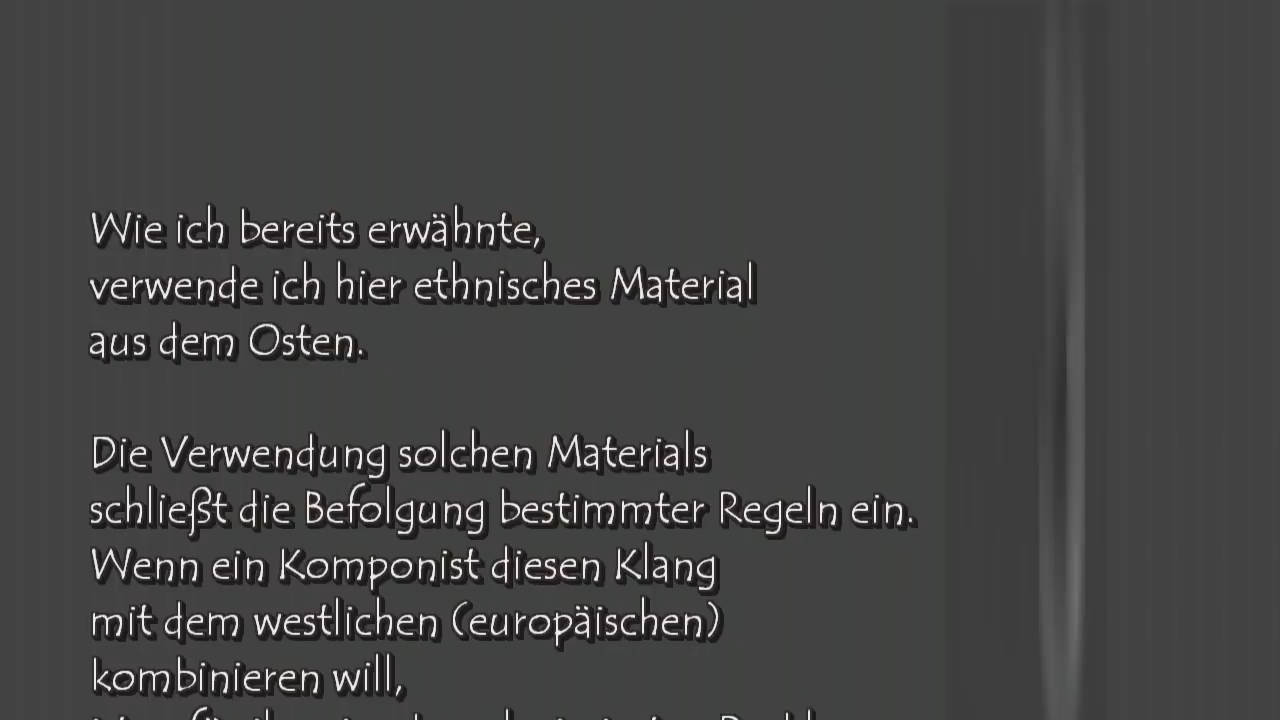 Wie ich bereits erwähnte,
verwende ich hier ethnisches Material
aus dem Osten.
Die Verwendung solchen Materials
schließt die Befolgung bestimmter Regeln ein.
Wenn ein Komponist diesen Klang
mit dem westlichen (europäischen)
kombinieren will,